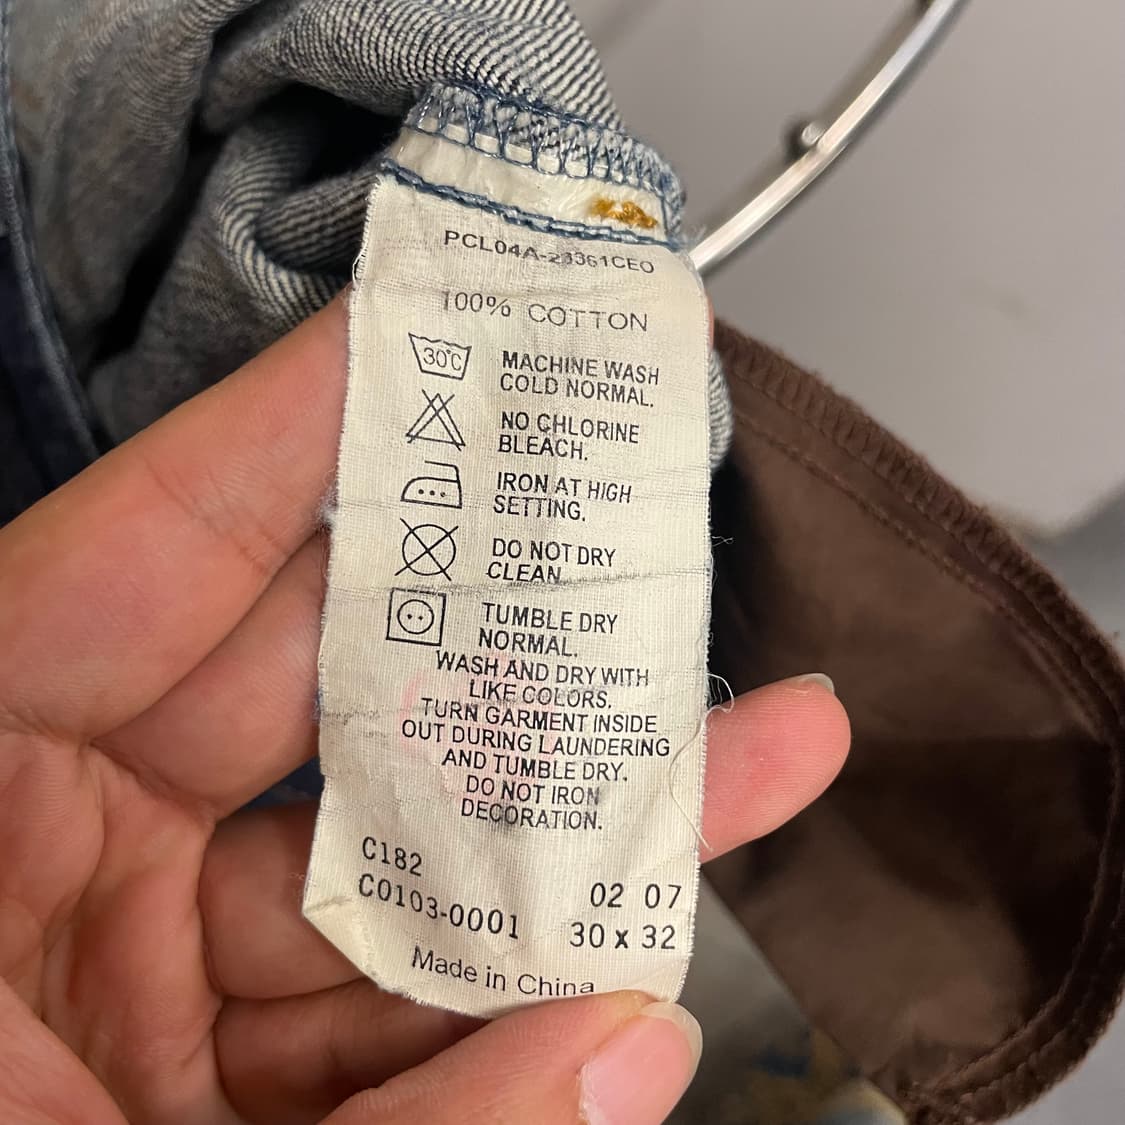 PCL04A-23361CEO
100% COTTON
30°C
MACHINE WASH
COLD NORMAL.
NO CHLORINE
BLEACH.
IRON AT HIGH
SETTING.
DO NOT DRY
CLEAN
TUMBLE DRY
NORMAL.
WASH AND DRY WITH
LIKE COLORS.
TURN GARMENT INSIDE
OUT DURING LAUNDERING
AND TUMBLE DRY.
DO NOT IRON
DECORATION.
C182
C0103-0001
02 07
30 x 32
Made in China